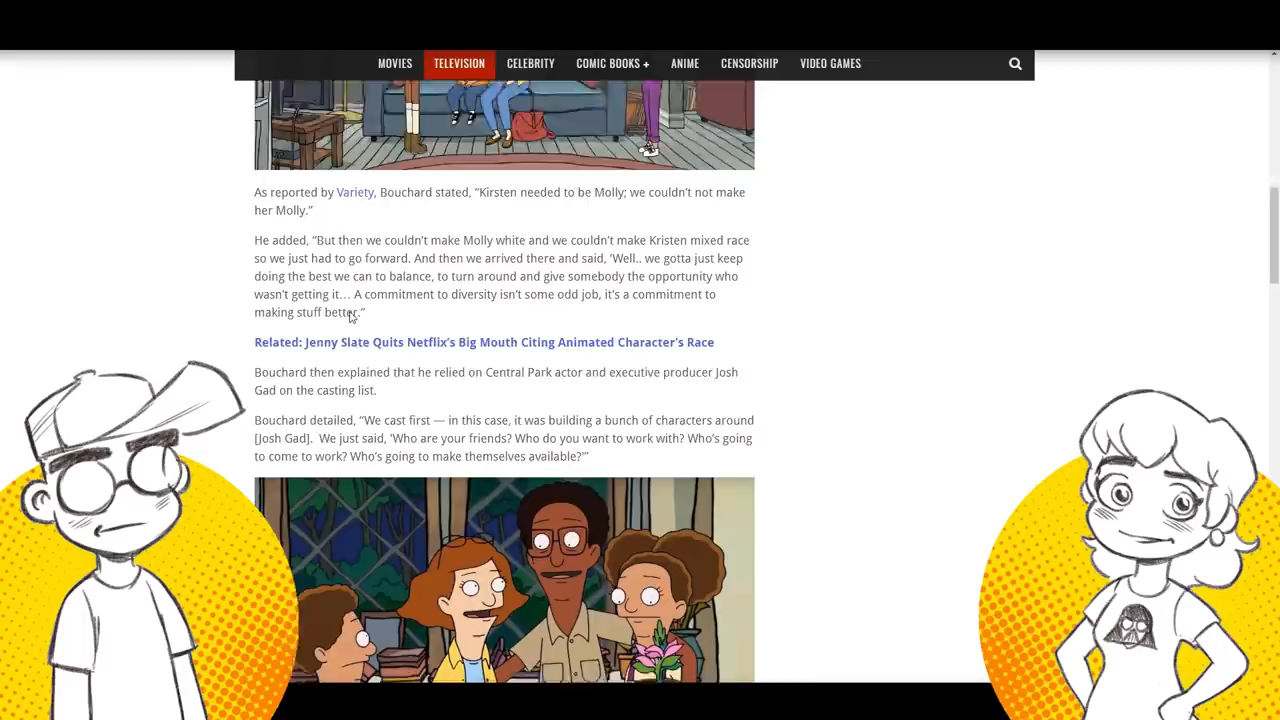 MOVIES TELEVISION CELEBRITY COMIC BOOKS + ANIME CENSORSHIP VIDEO GAMES
As reported by Variety, Bouchard stated, “Kirsten needed to be Molly; we couldn’t not make
her Molly.”
He added, “But then we couldn’t make Molly white and we couldn’t make Kristen mixed race
so we just had to go forward. And then we arrived there and said, ‘Well.. we gotta just keep
doing the best we can to balance, to turn around and give somebody the opportunity who
wasn’t getting it… A commitment to diversity isn’t some odd job, it’s a commitment to
making stuff better.”
Related: Jenny Slate Quits Netflix’s Big Mouth Citing Animated Character’s Race
Bouchard then explained that he relied on Central Park actor and executive producer Josh
Gad on the casting list.
Bouchard detailed, “We cast first — in this case, it was building a bunch of characters around
[Josh Gad].  We just said, ‘Who are your friends? Who do you want to work with? Who’s going
to come to work? Who’s going to make themselves available?’”